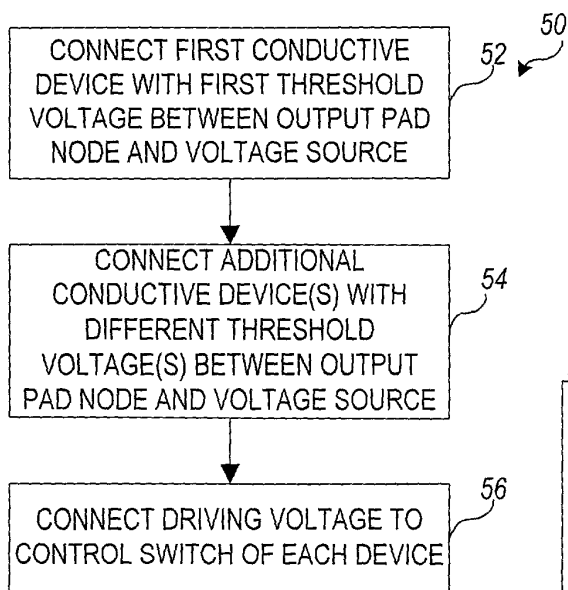 50
CONNECT FIRST CONDUCTIVE
DEVICE WITH FIRST THRESHOLD
VOLTAGE BETWEEN OUTPUT PAD
NODE AND VOLTAGE SOURCE
52
CONNECT ADDITIONAL
CONDUCTIVE DEVICE(S) WITH
DIFFERENT THRESHOLD
VOLTAGE(S) BETWEEN OUTPUT
PAD NODE AND VOLTAGE SOURCE
54
CONNECT DRIVING VOLTAGE TO
CONTROL SWITCH OF EACH DEVICE
56